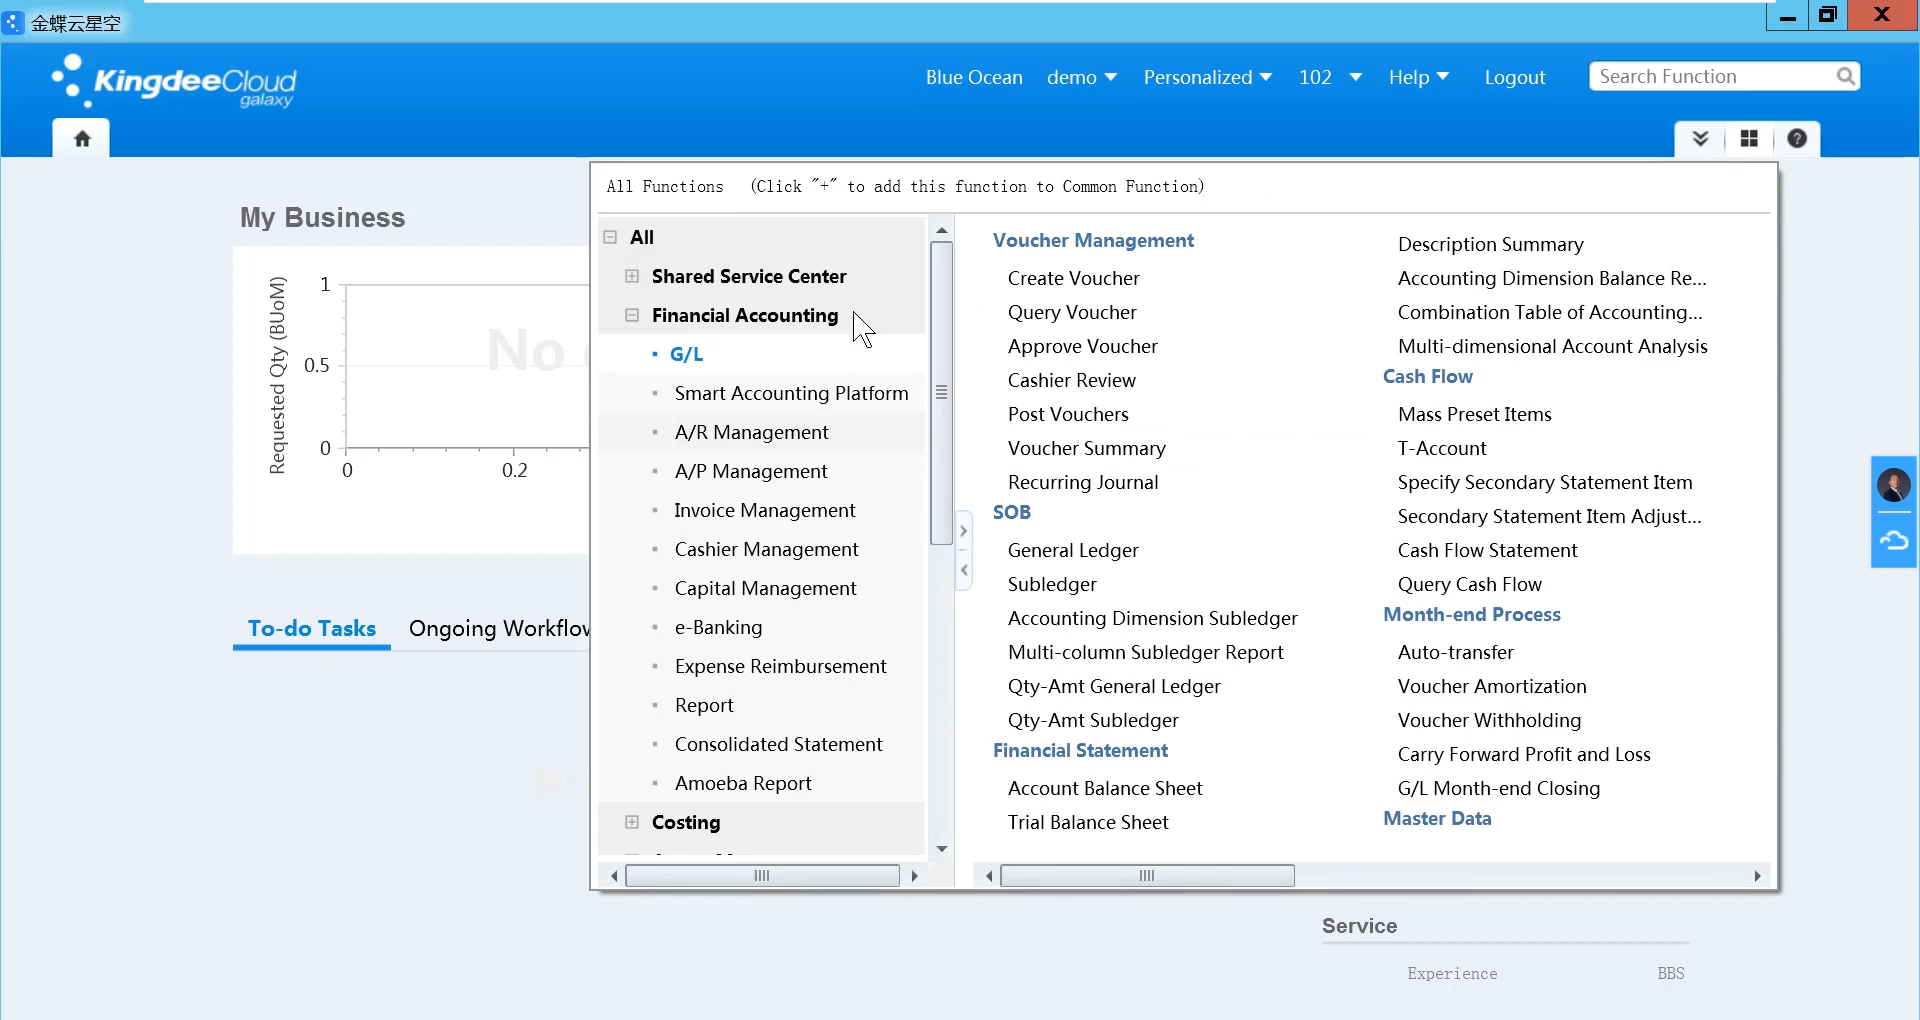 金蝶云星空
KingdeeCloud
galaxy
Blue Ocean demo Personalized 102 Help Logout Search Function
All Functions (Click "+" to add this function to Common Function)
My Business
Requested Qty (BUoM)
1
0.5
0
0 0.2
No
To-do Tasks Ongoing Workflow
All
Shared Service Center
Financial Accounting
G/L
Smart Accounting Platform
A/R Management
A/P Management
Invoice Management
Cashier Management
Capital Management
e-Banking
Expense Reimbursement
Report
Consolidated Statement
Amoeba Report
Costing
Voucher Management
Create Voucher
Query Voucher
Approve Voucher
Cashier Review
Post Vouchers
Voucher Summary
Recurring Journal
SOB
General Ledger
Subledger
Accounting Dimension Subledger
Multi-column Subledger Report
Qty-Amt General Ledger
Qty-Amt Subledger
Financial Statement
Account Balance Sheet
Trial Balance Sheet
Description Summary
Accounting Dimension Balance Re...
Combination Table of Accounting...
Multi-dimensional Account Analysis
Cash Flow
Mass Preset Items
T-Account
Specify Secondary Statement Item
Secondary Statement Item Adjust...
Cash Flow Statement
Query Cash Flow
Month-end Process
Auto-transfer
Voucher Amortization
Voucher Withholding
Carry Forward Profit and Loss
G/L Month-end Closing
Master Data
Service
Experience BBS